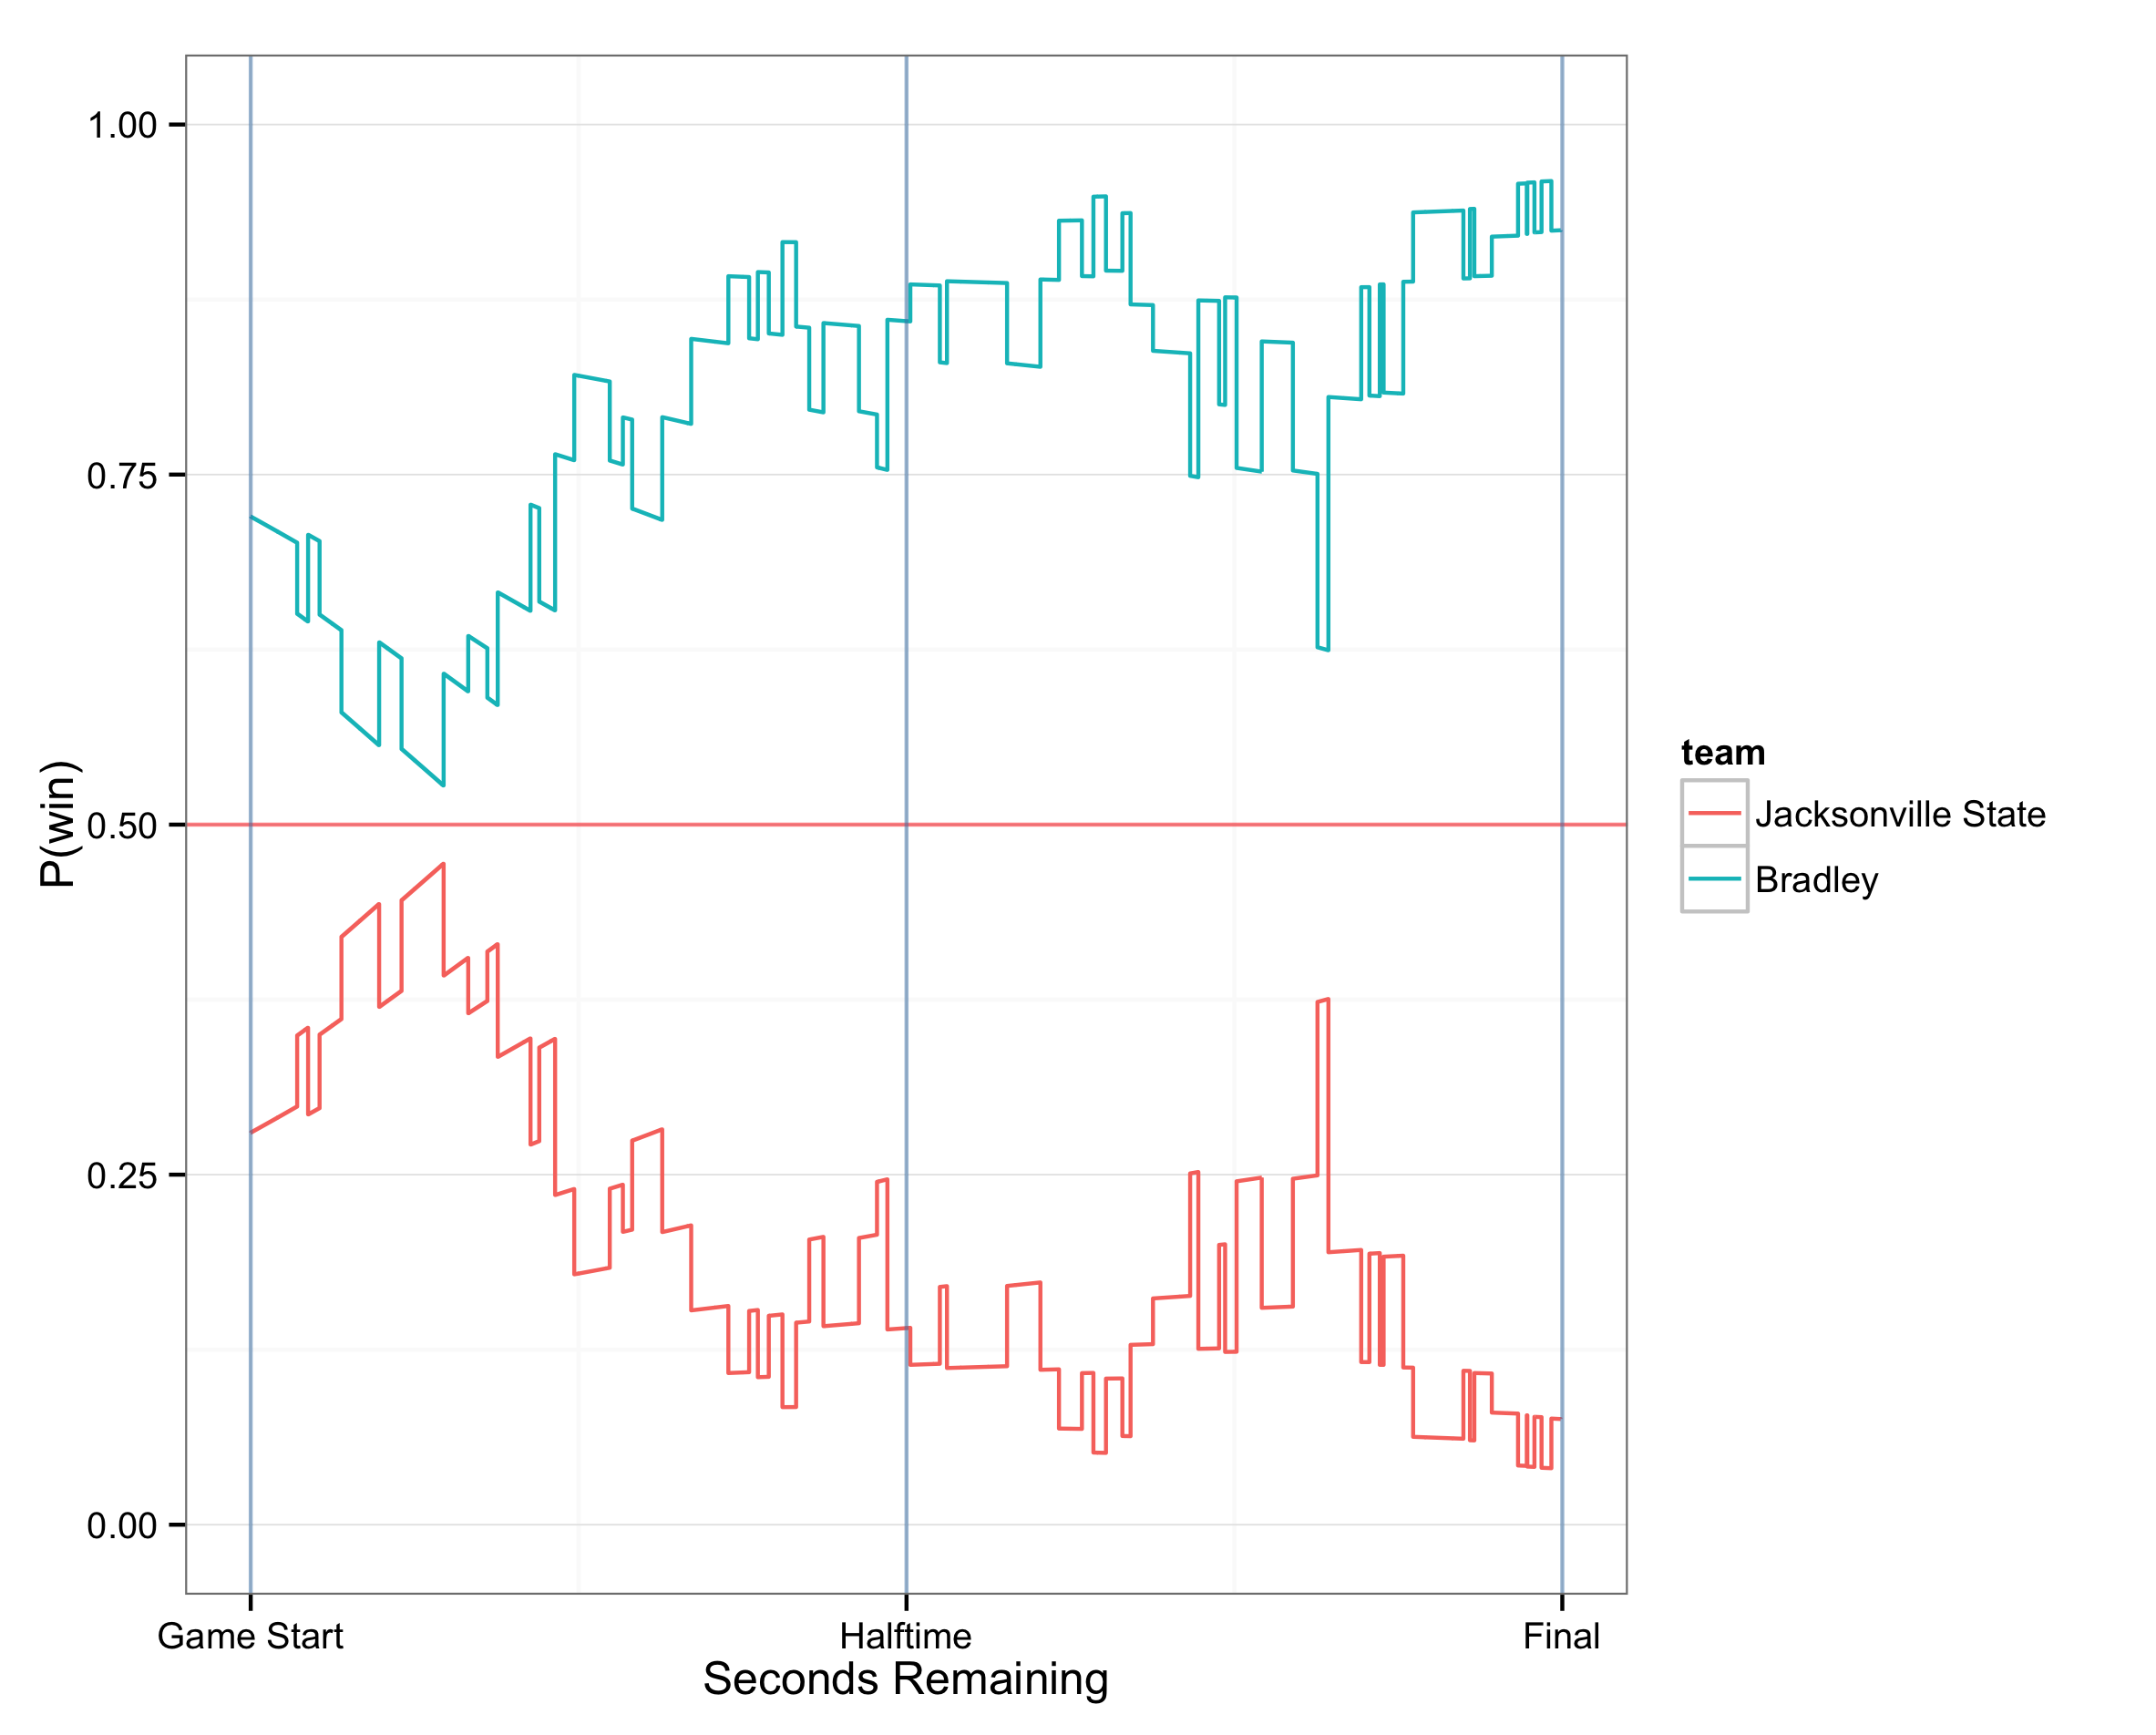 1.00
0.75
0.50
0.25
0.00
P(win)
Game Start
Halftime
Final
Seconds Remaining
team
Jacksonville State
Bradley